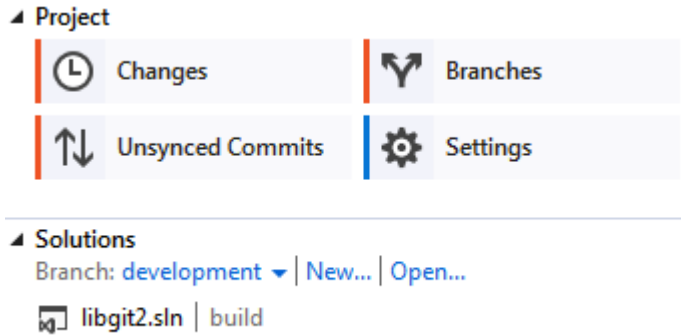 Project
Changes
Branches
Unsynced Commits
Settings
Solutions
Branch: development | New... | Open...
libgit2.sln | build